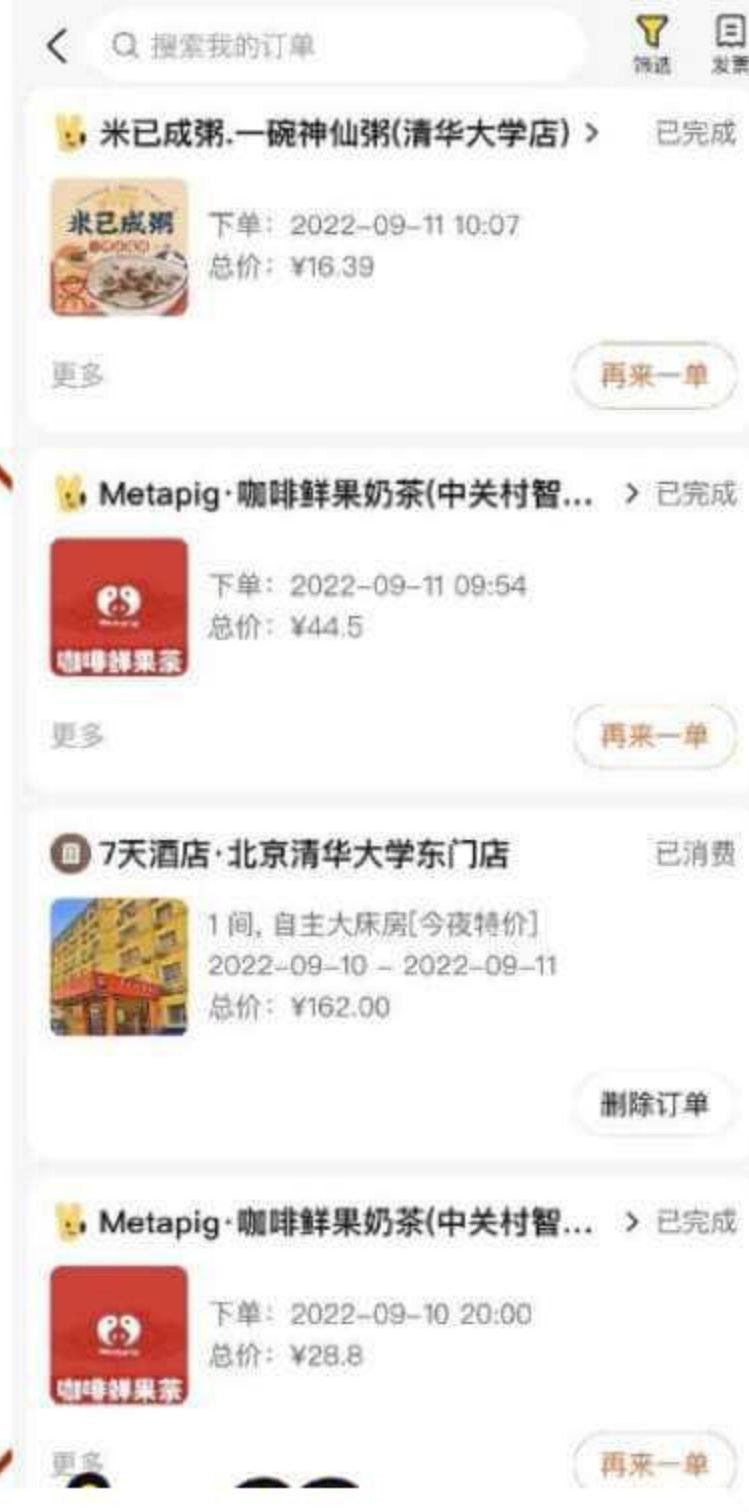 搜索我的订单
筛选
发票
米已成粥.一碗神仙粥(清华大学店) >
已完成
米已成粥
下单：2022-09-11 10:07
总价：¥16.39
更多
再来一单
Metapig·咖啡鲜果奶茶(中关村智... >
已完成
Metapig
咖啡鲜果茶
下单：2022-09-11 09:54
总价：¥44.5
更多
再来一单
7天酒店·北京清华大学东门店
已消费
1 间, 自主大床房[今夜特价]
2022-09-10 - 2022-09-11
总价：¥162.00
删除订单
Metapig·咖啡鲜果奶茶(中关村智... >
已完成
Metapig
咖啡鲜果茶
下单：2022-09-10 20:00
总价：¥28.8
更多
再来一单